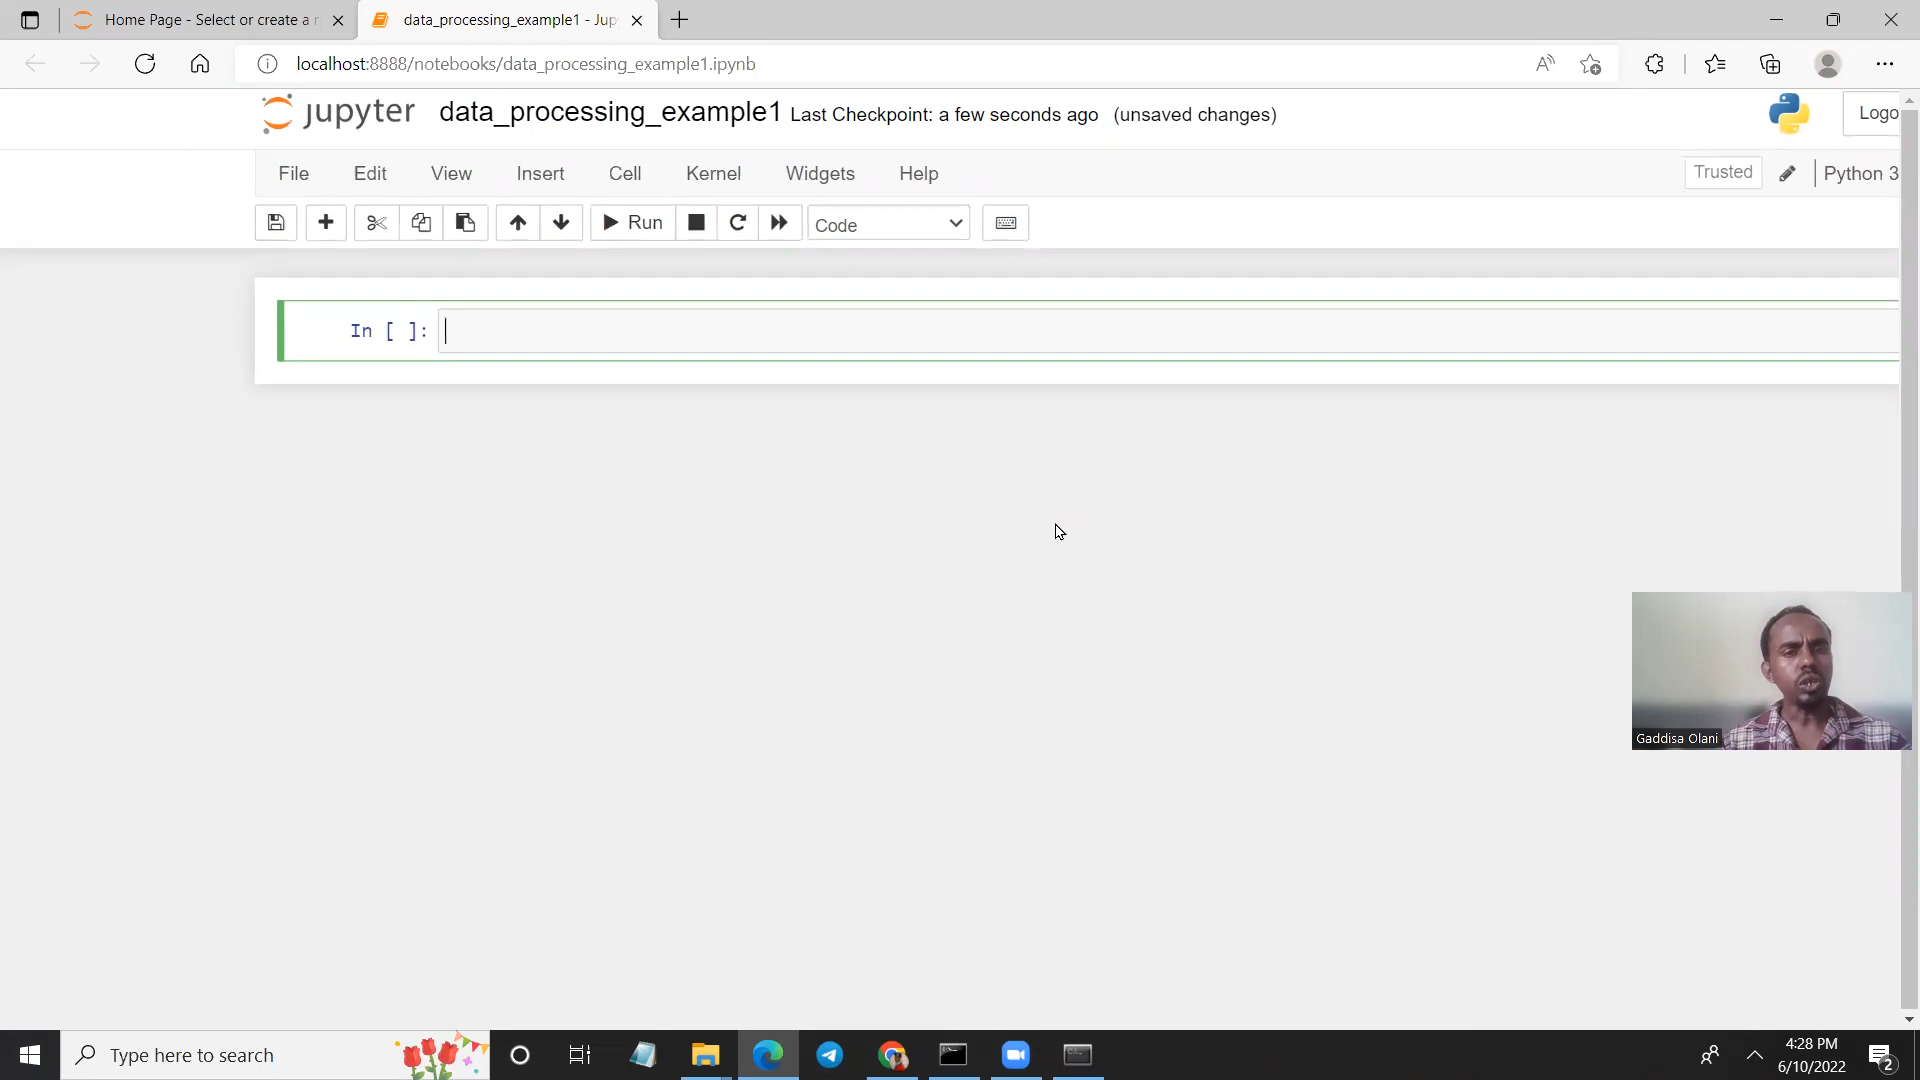 Home Page - Select or create a n
data_processing_example1 - Jup
localhost:8888/notebooks/data_processing_example1.ipynb
jupyter data_processing_example1 Last Checkpoint: a few seconds ago (unsaved changes)
Logo
File Edit View Insert Cell Kernel Widgets Help Trusted Python 3
Run Code
In [ ]:
Gaddisa Olani
Type here to search
4:28 PM
6/10/2022
2